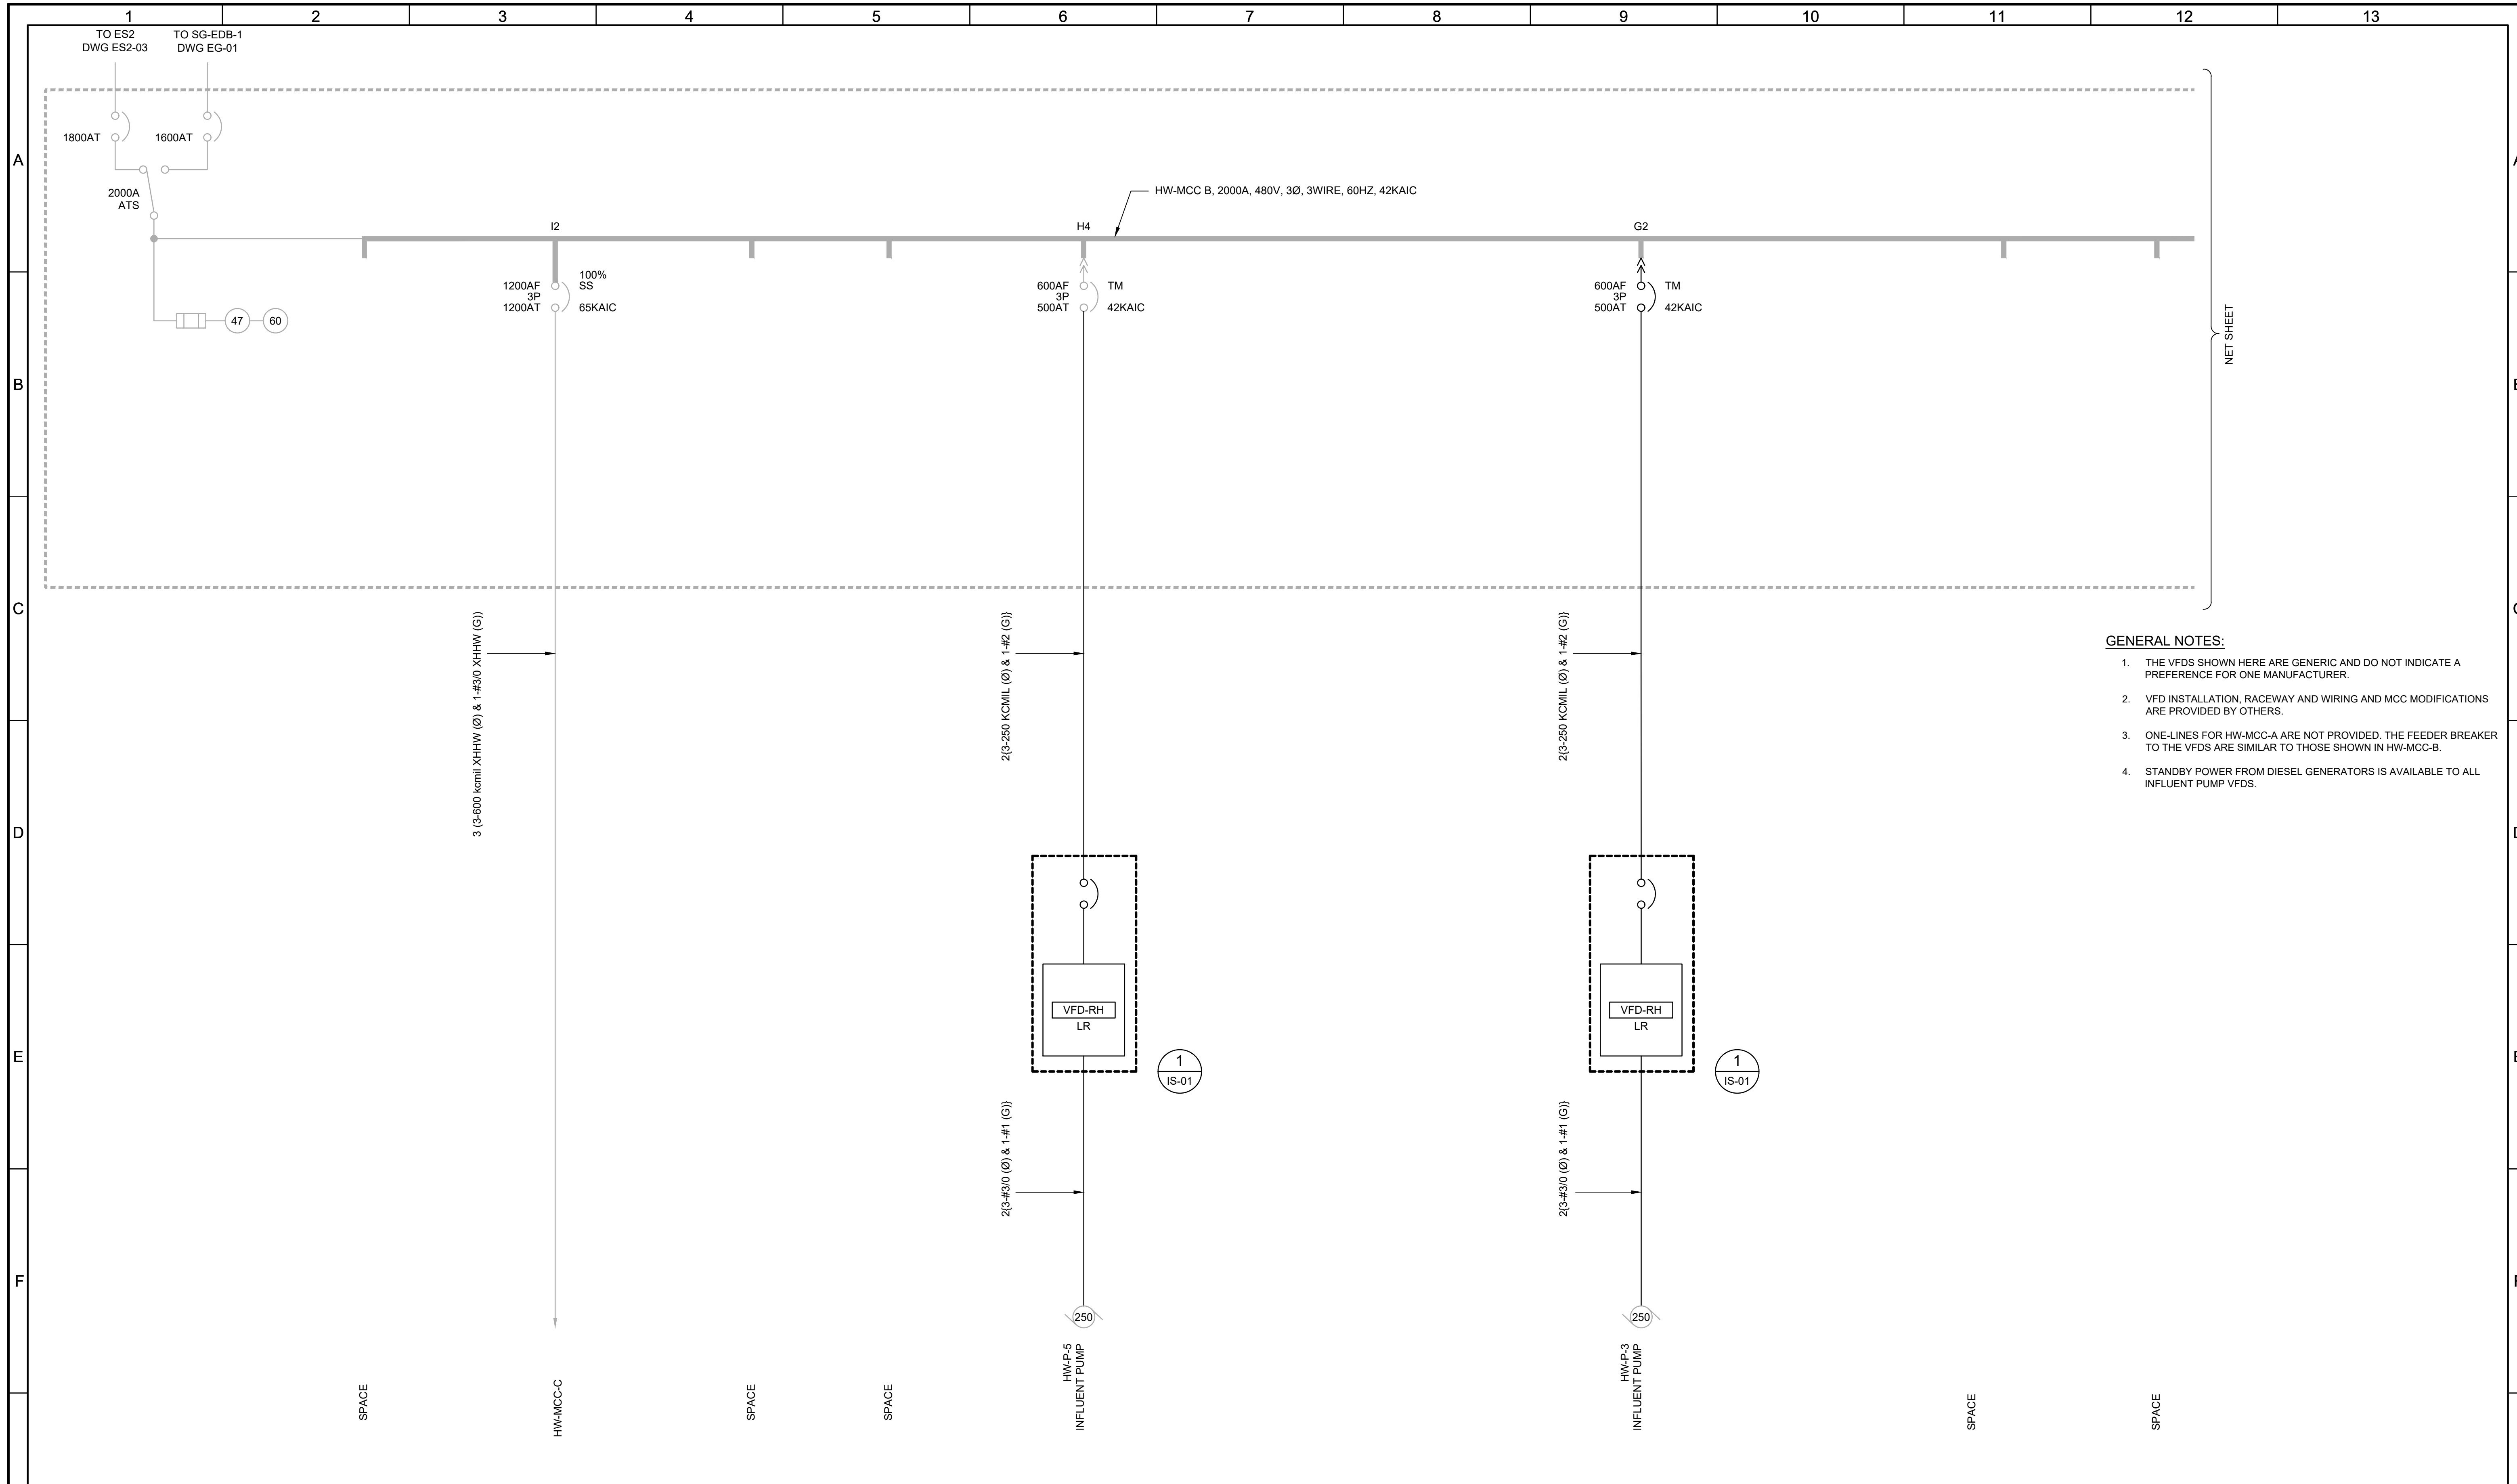 1 2 3 4 5 6 7 8 9 10 11 12 13
TO ES2
DWG ES2-03
TO SG-EDB-1
DWG EG-01
1800AT
1600AT
A
2000A
ATS
HW-MCC B, 2000A, 480V, 3Ø, 3WIRE, 60HZ, 42KAIC
I2
H4
G2
1200AF
3P
1200AT
100%
SS
65KAIC
600AF
3P
500AT
TM
42KAIC
600AF
3P
500AT
TM
42KAIC
47
60
NET SHEET
B
C
3 (3-600 kcmil XHHW (Ø) & 1-#3/0 XHHW (G))
2{3-250 KCMIL (Ø) & 1-#2 (G)}
2{3-250 KCMIL (Ø) & 1-#2 (G)}
GENERAL NOTES:
1. THE VFDS SHOWN HERE ARE GENERIC AND DO NOT INDICATE A
PREFERENCE FOR ONE MANUFACTURER.
2. VFD INSTALLATION, RACEWAY AND WIRING AND MCC MODIFICATIONS
ARE PROVIDED BY OTHERS.
3. ONE-LINES FOR HW-MCC-A ARE NOT PROVIDED. THE FEEDER BREAKER
TO THE VFDS ARE SIMILAR TO THOSE SHOWN IN HW-MCC-B.
4. STANDBY POWER FROM DIESEL GENERATORS IS AVAILABLE TO ALL
INFLUENT PUMP VFDS.
D
VFD-RH
LR
VFD-RH
LR
E
1
IS-01
1
IS-01
2{3-#3/0 (Ø) & 1-#1 (G)}
2{3-#3/0 (Ø) & 1-#1 (G)}
F
250
250
SPACE
HW-MCC-C
SPACE
SPACE
HW-P-5
INFLUENT PUMP
HW-P-3
INFLUENT PUMP
SPACE
SPACE